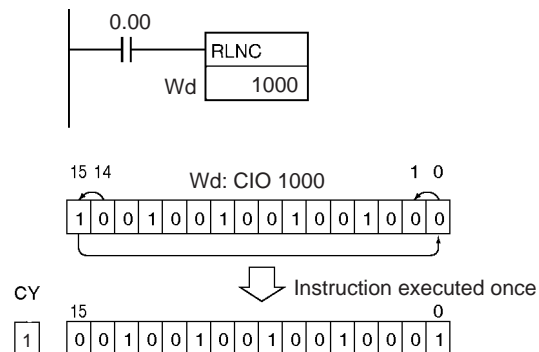 0.00
RLNC
Wd 1000
15 14 1 0
Wd: CIO 1000
1 0 0 1 0 0 1 0 0 1 0 0 1 0 0 0
Instruction executed once
CY
15 0
1 0 0 1 0 0 1 0 0 1 0 0 1 0 0 0 1